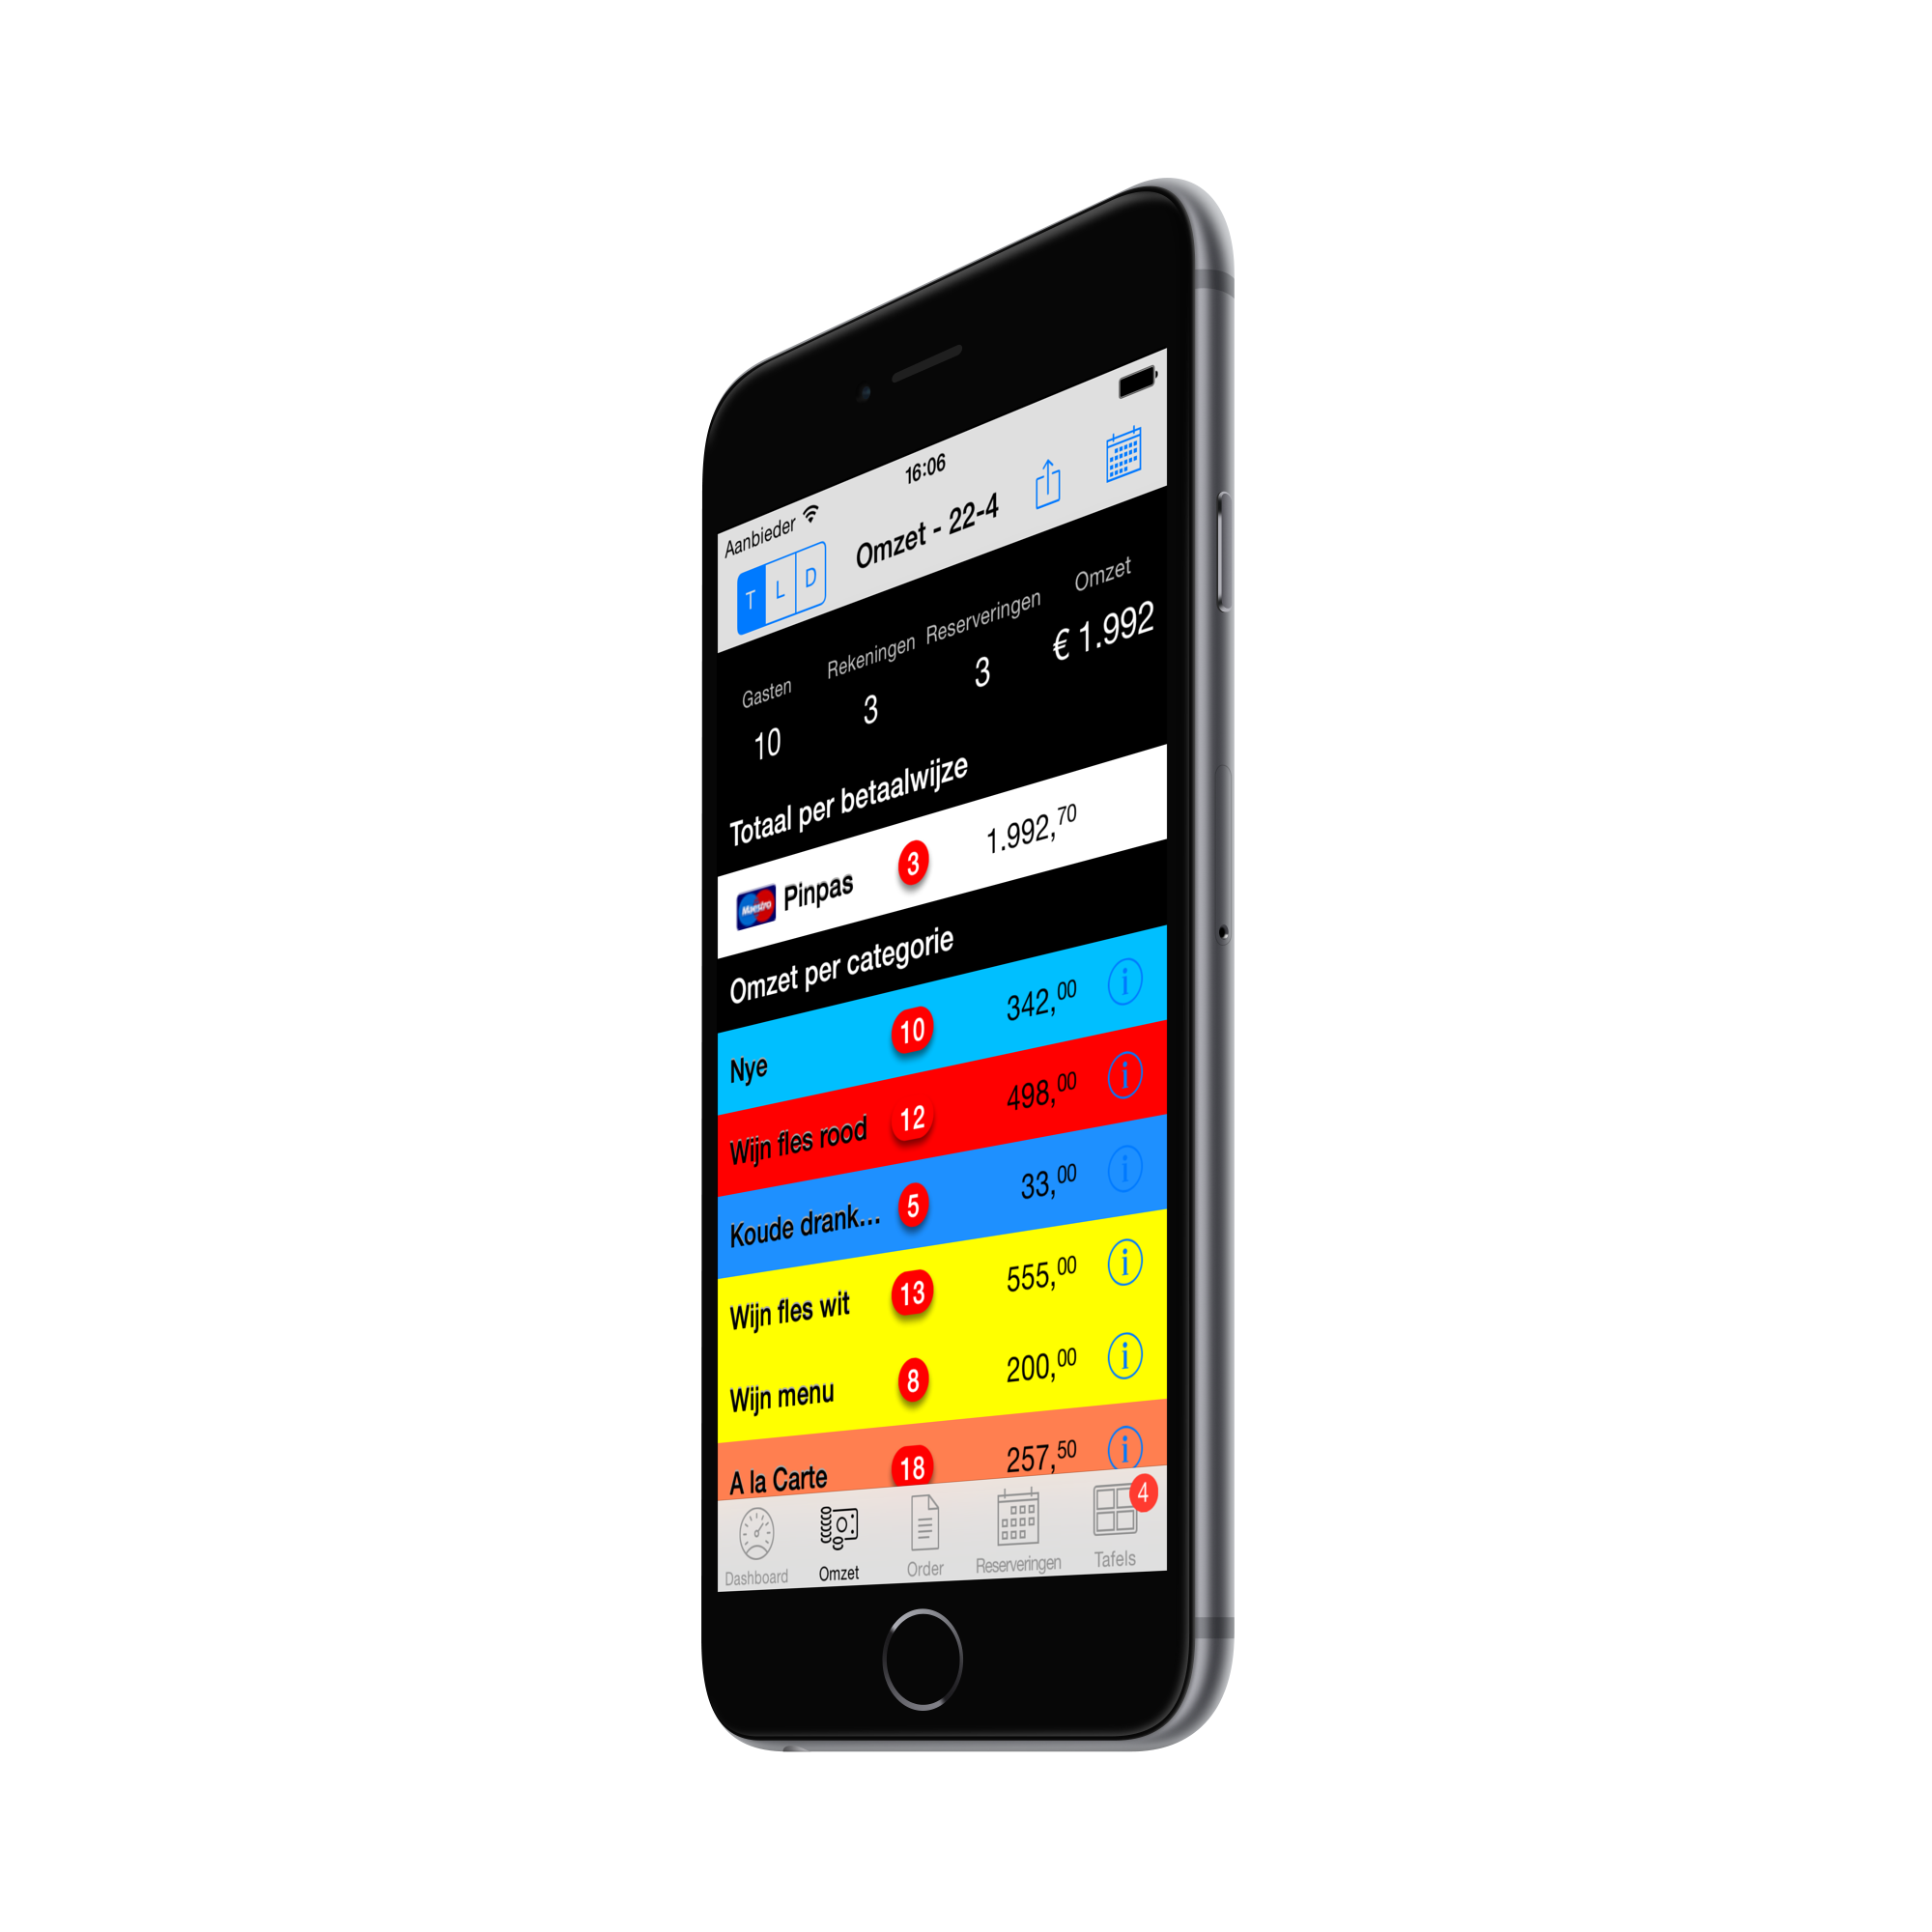 Aanbieder 16:06
T L D Omzet - 22-4
Gasten Rekeningen Reserveringen Omzet
10 3 3 € 1.992
Totaal per betaalwijze
Maestro Pinpas 3 1.992,70
Omzet per categorie
Nye 10 342,00 i
Wijn fles rood 12 498,00 i
Koude drank... 5 33,00 i
Wijn fles wit 13 555,00 i
Wijn menu 8 200,00 i
A la Carte 18 257,50 i
4
Dashboard Omzet Order Reserveringen Tafels